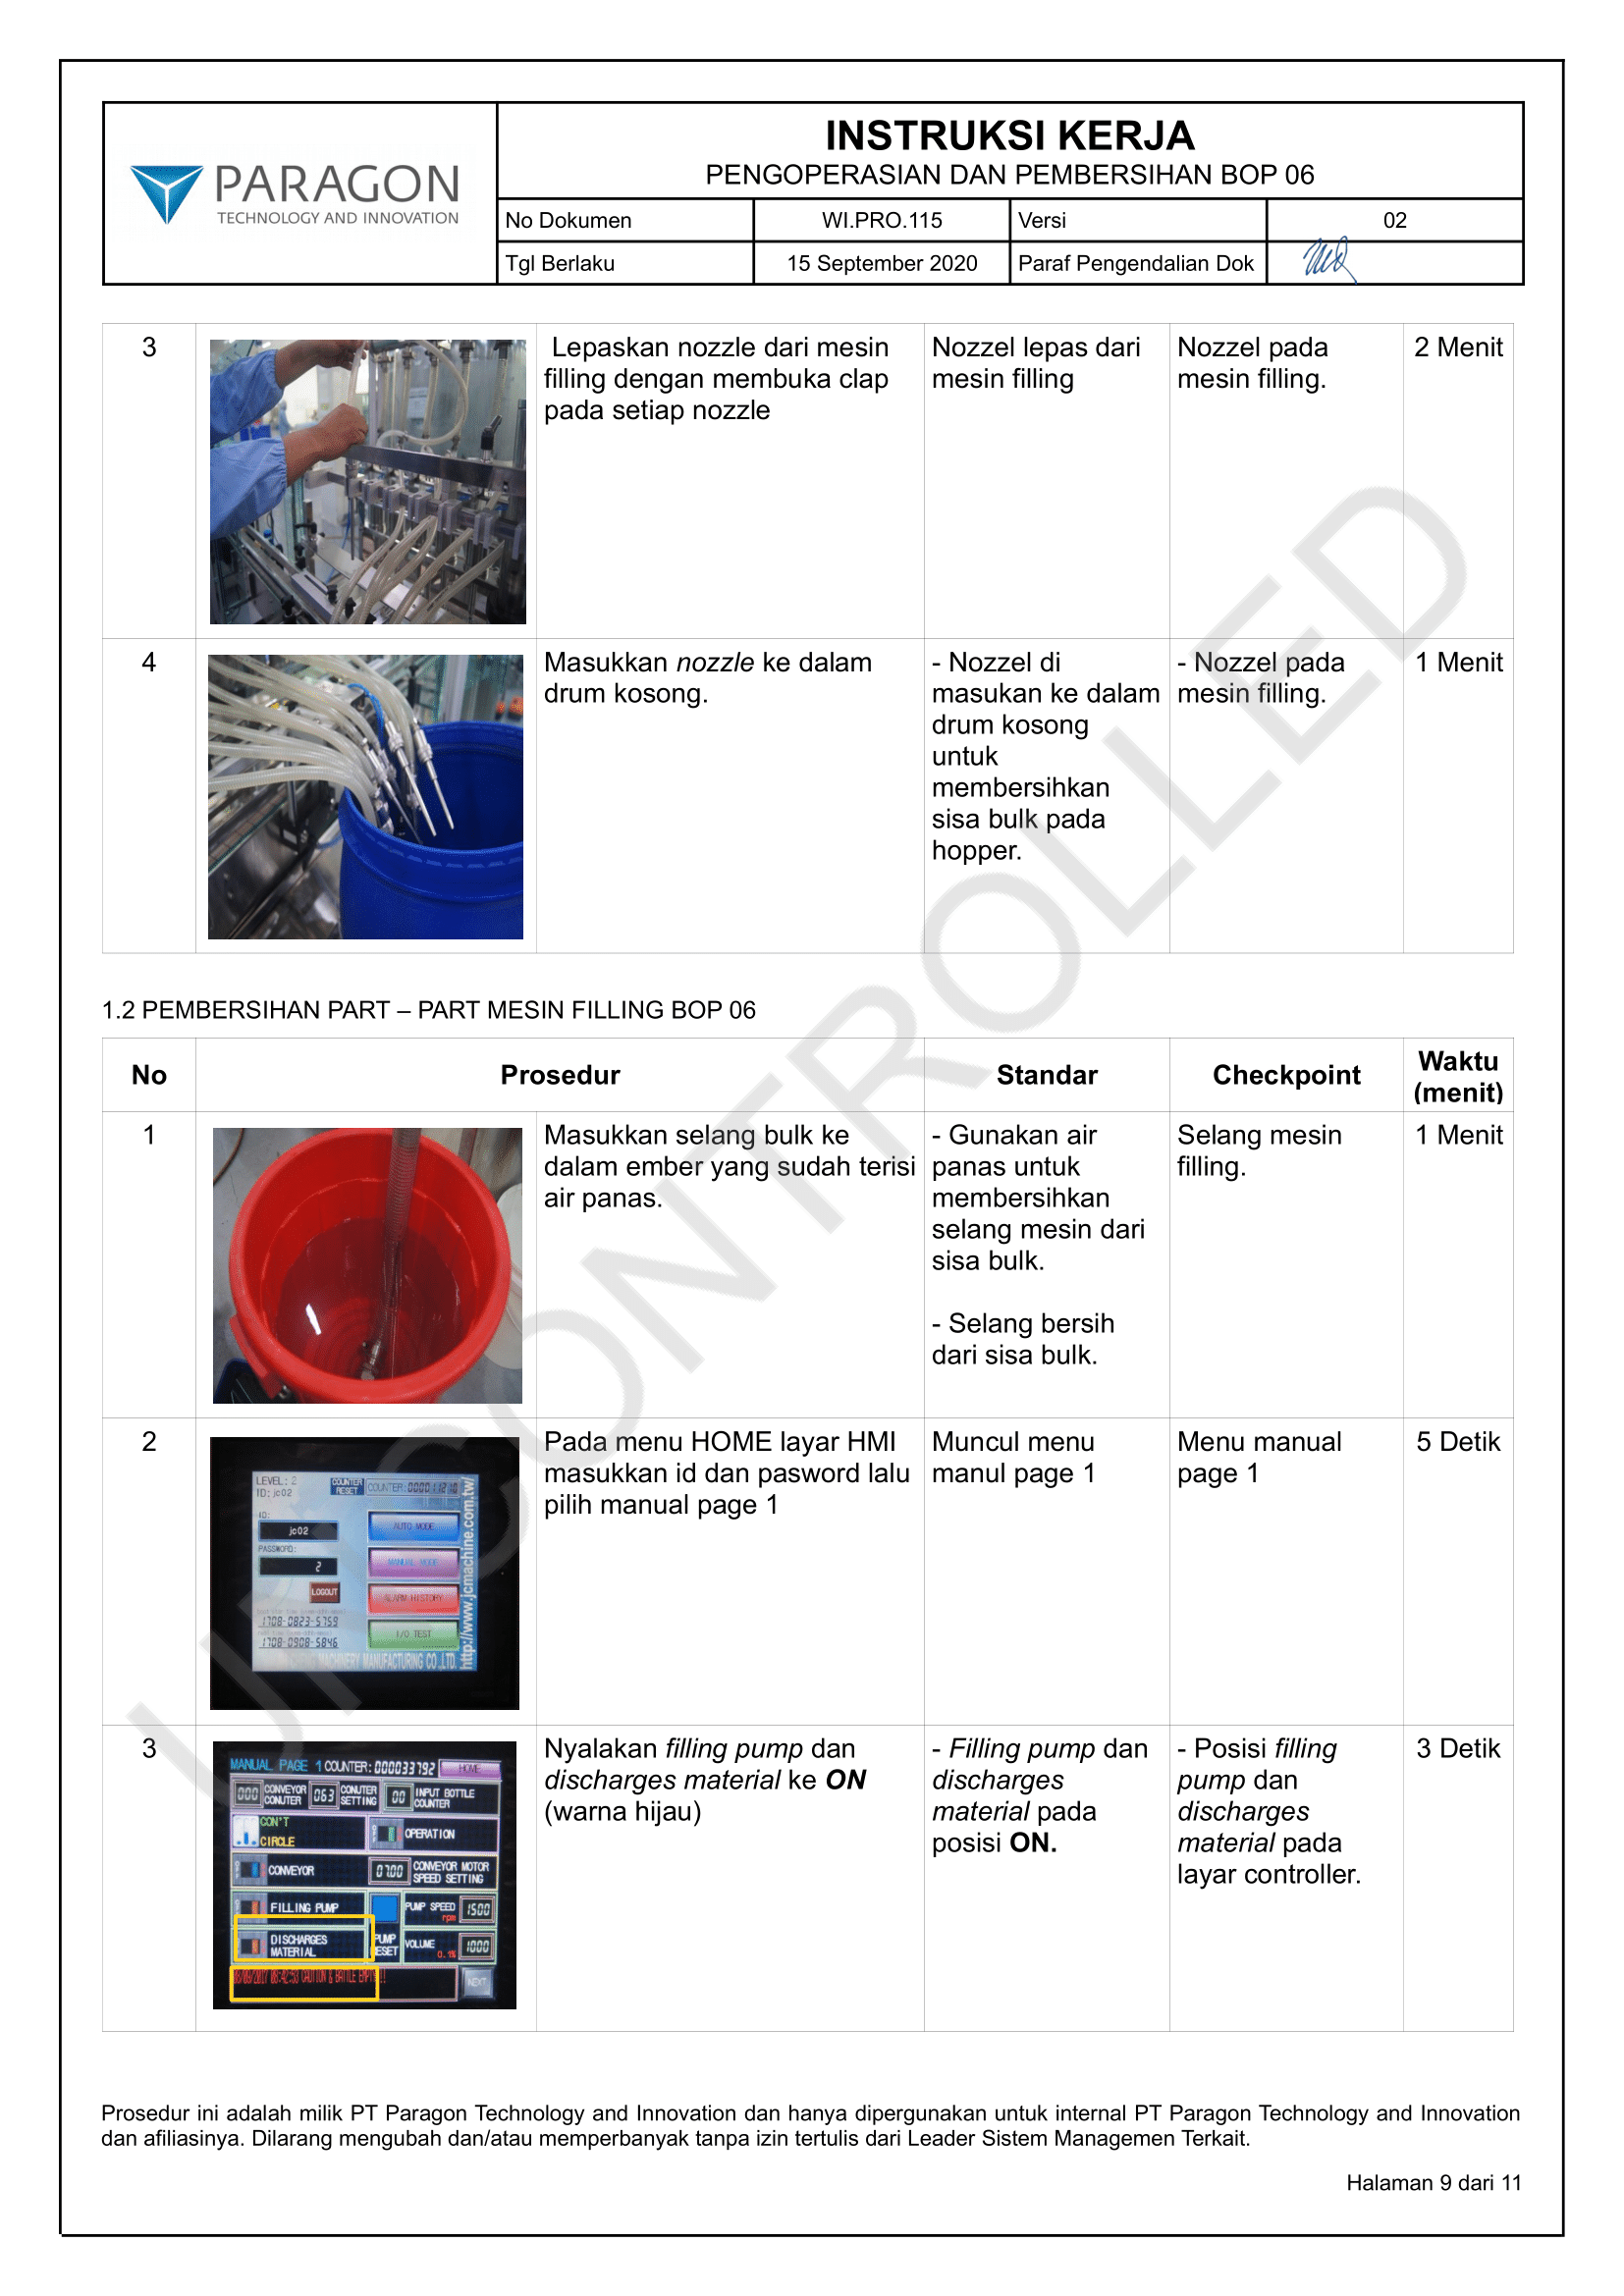 PARAGON
TECHNOLOGY AND INNOVATION
INSTRUKSI KERJA
PENGOPERASIAN DAN PEMBERSIHAN BOP 06
No Dokumen WI.PRO.115 Versi 02
Tgl Berlaku 15 September 2020 Paraf Pengendalian Dok
3
Lepaskan nozzle dari mesin
filling dengan membuka clap
pada setiap nozzle
Nozzel lepas dari
mesin filling
Nozzel pada
mesin filling.
2 Menit
4
Masukkan nozzle ke dalam
drum kosong.
- Nozzel di
masukan ke dalam
drum kosong
untuk
membersihkan
sisa bulk pada
hopper.
- Nozzel pada
mesin filling.
1 Menit
1.2 PEMBERSIHAN PART – PART MESIN FILLING BOP 06
No Prosedur Standar Checkpoint Waktu
(menit)
1
Masukkan selang bulk ke
dalam ember yang sudah terisi
air panas.
- Gunakan air
panas untuk
membersihkan
selang mesin dari
sisa bulk.
- Selang bersih
dari sisa bulk.
Selang mesin
filling.
1 Menit
2
LEVEL: 2
ID: jc02
COUNTER
RESET
COUNTER:
ID:
jc02
PASSWORD:
2
LOGOUT
1708-0823-5759
1708-0908-5846
AUTO MODE
MANUAL MODE
ALARM HISTORY
I/O TEST
MACHINERY MANUFACTURING CO.,LTD.
http://www.jcmachine.com.tw/
Pada menu HOME layar HMI
masukkan id dan pasword lalu
pilih manual page 1
Muncul menu
manul page 1
Menu manual
page 1
5 Detik
3
MANUAL PAGE 1 COUNTER:000033792 HOME
000 CONVEYOR
CONUTER
063 CONUTER
SETTING
00 INPUT BOTTLE
COUNTER
CON'T
CIRCLE
OPERATION
CONVEYOR
07.00 CONVEYOR MOTOR
SPEED SETTING
FILLING PUMP
PUMP SPEED
rpm
1500
DISCHARGES
MATERIAL
PUMP
RESET
VOLUME
0.1%
1000
NEXT
Nyalakan filling pump dan
discharges material ke ON
(warna hijau)
- Filling pump dan
discharges
material pada
posisi ON.
- Posisi filling
pump dan
discharges
material pada
layar controller.
3 Detik
UNCONTROLLED
Prosedur ini adalah milik PT Paragon Technology and Innovation dan hanya dipergunakan untuk internal PT Paragon Technology and Innovation
dan afiliasinya. Dilarang mengubah dan/atau memperbanyak tanpa izin tertulis dari Leader Sistem Managemen Terkait.
Halaman 9 dari 11